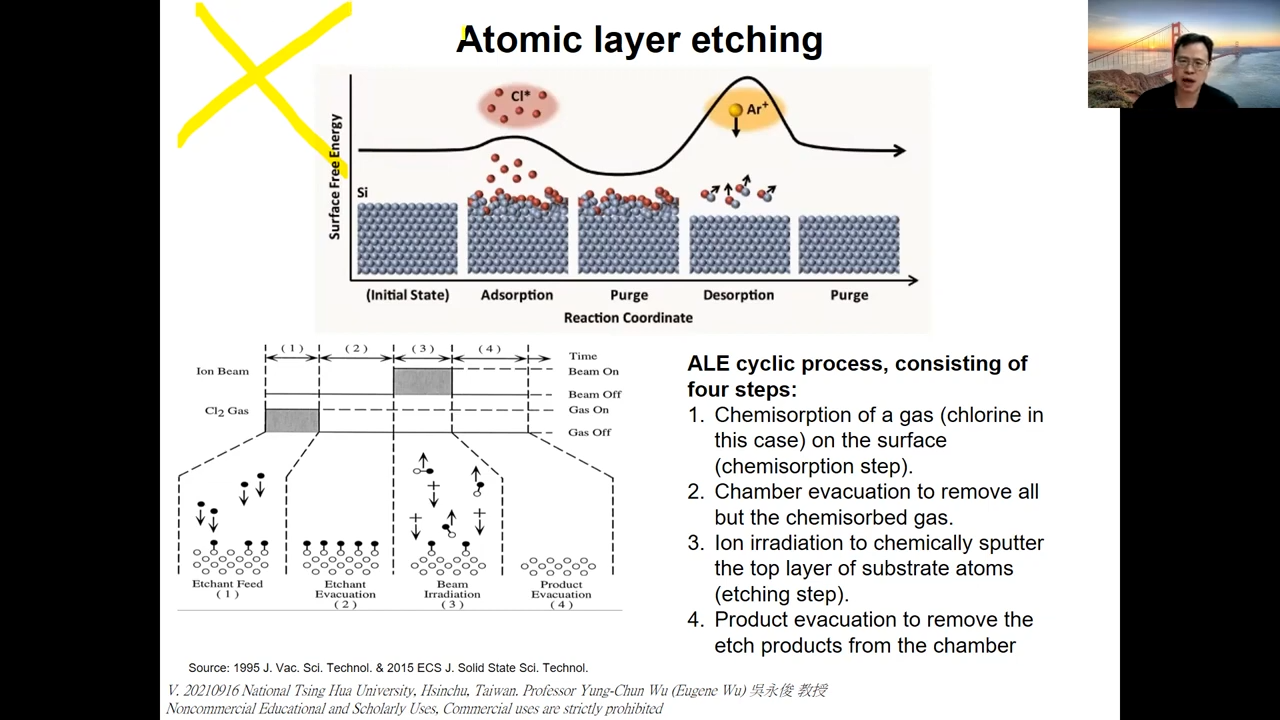 Atomic layer etching
Surface Free Energy
Cl*
Ar+
Si
(Initial State)
Adsorption
Purge
Desorption
Purge
Reaction Coordinate
(1)
(2)
(3)
(4)
Time
Ion Beam
Beam On
Beam Off
Cl2 Gas
Gas On
Gas Off
Etchant Feed
(1)
Etchant
Evacuation
(2)
Beam
Irradiation
(3)
Product
Evacuation
(4)
ALE cyclic process, consisting of
four steps:
1. Chemisorption of a gas (chlorine in
this case) on the surface
(chemisorption step).
2. Chamber evacuation to remove all
but the chemisorbed gas.
3. Ion irradiation to chemically sputter
the top layer of substrate atoms
(etching step).
4. Product evacuation to remove the
etch products from the chamber
Source: 1995 J. Vac. Sci. Technol. & 2015 ECS J. Solid State Sci. Technol.
V. 20210916 National Tsing Hua University, Hsinchu, Taiwan. Professor Yung-Chun Wu (Eugene Wu) 吳永俊 教授
Noncommercial Educational and Scholarly Uses, Commercial uses are strictly prohibited